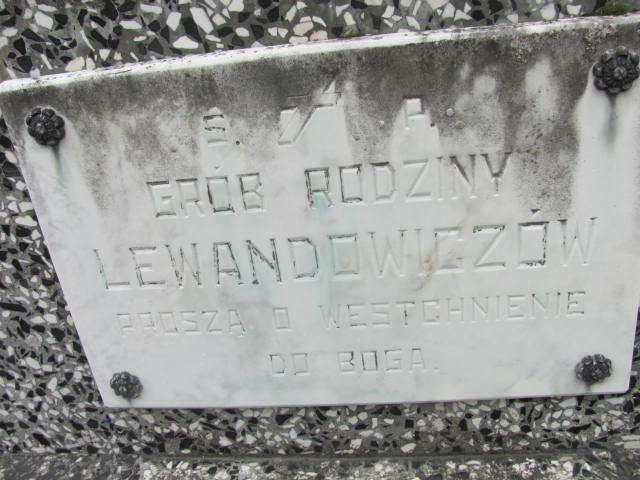 Ś. P.
GRÓB RODZINY
LEWANDOWICZÓW
PROSZĄ O WESTCHNIENIE
DO BOGA.